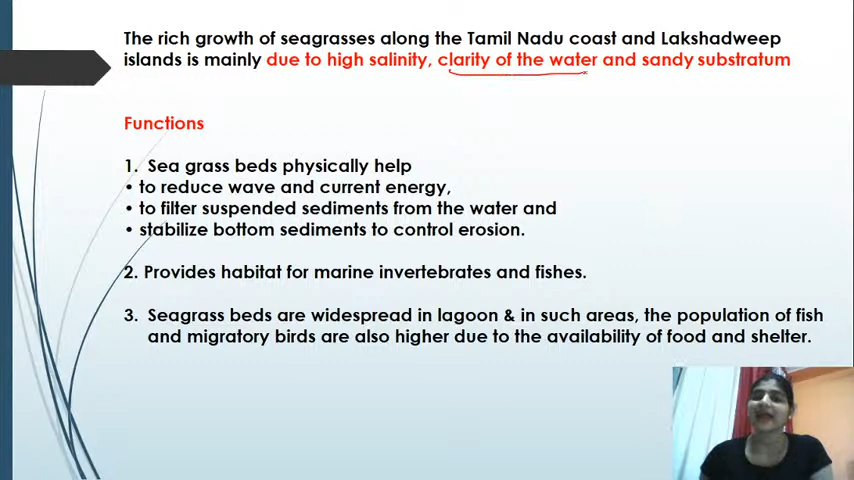 The rich growth of seagrasses along the Tamil Nadu coast and Lakshadweep
islands is mainly due to high salinity, clarity of the water and sandy substratum
Functions
1. Sea grass beds physically help
• to reduce wave and current energy,
• to filter suspended sediments from the water and
• stabilize bottom sediments to control erosion.
2. Provides habitat for marine invertebrates and fishes.
3. Seagrass beds are widespread in lagoon & in such areas, the population of fish
and migratory birds are also higher due to the availability of food and shelter.